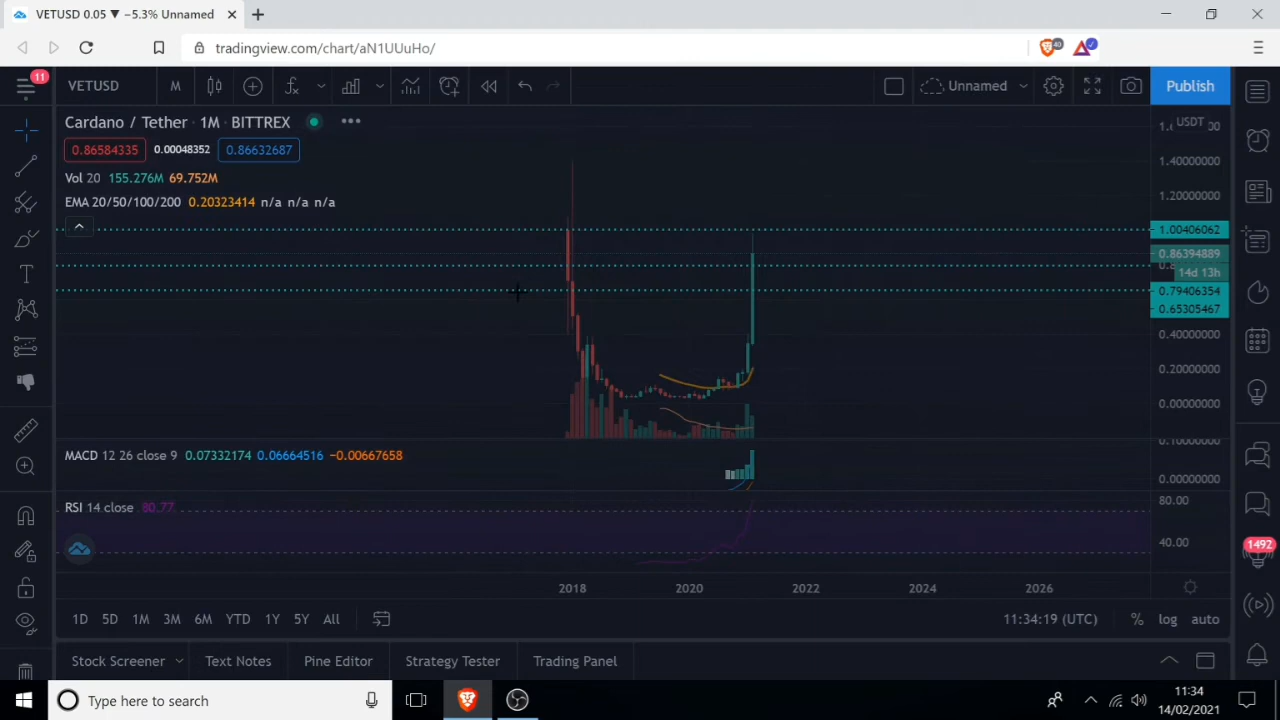 VETUSD 0.05 ▼ −5.3% Unnamed
tradingview.com/chart/aN1UUuHo/
40
11
VETUSD M Unnamed Publish
Cardano / Tether · 1M · BITTREX
USDT
0.86584335 0.00048352 0.86632687
Vol 20 155.276M 69.752M
EMA 20/50/100/200 0.20323414 n/a n/a n/a
1.40000000
1.20000000
1.00406062
0.86394889
14d 13h
0.79406354
0.65305467
0.40000000
0.20000000
0.00000000
0.10000000
MACD 12 26 close 9 0.07332174 0.06664516 −0.00667658
0.00000000
RSI 14 close 80.77
80.00
40.00
1492
2018 2020 2022 2024 2026
1D 5D 1M 3M 6M YTD 1Y 5Y All 11:34:19 (UTC) % log auto
Stock Screener Text Notes Pine Editor Strategy Tester Trading Panel
Type here to search
11:34
14/02/2021